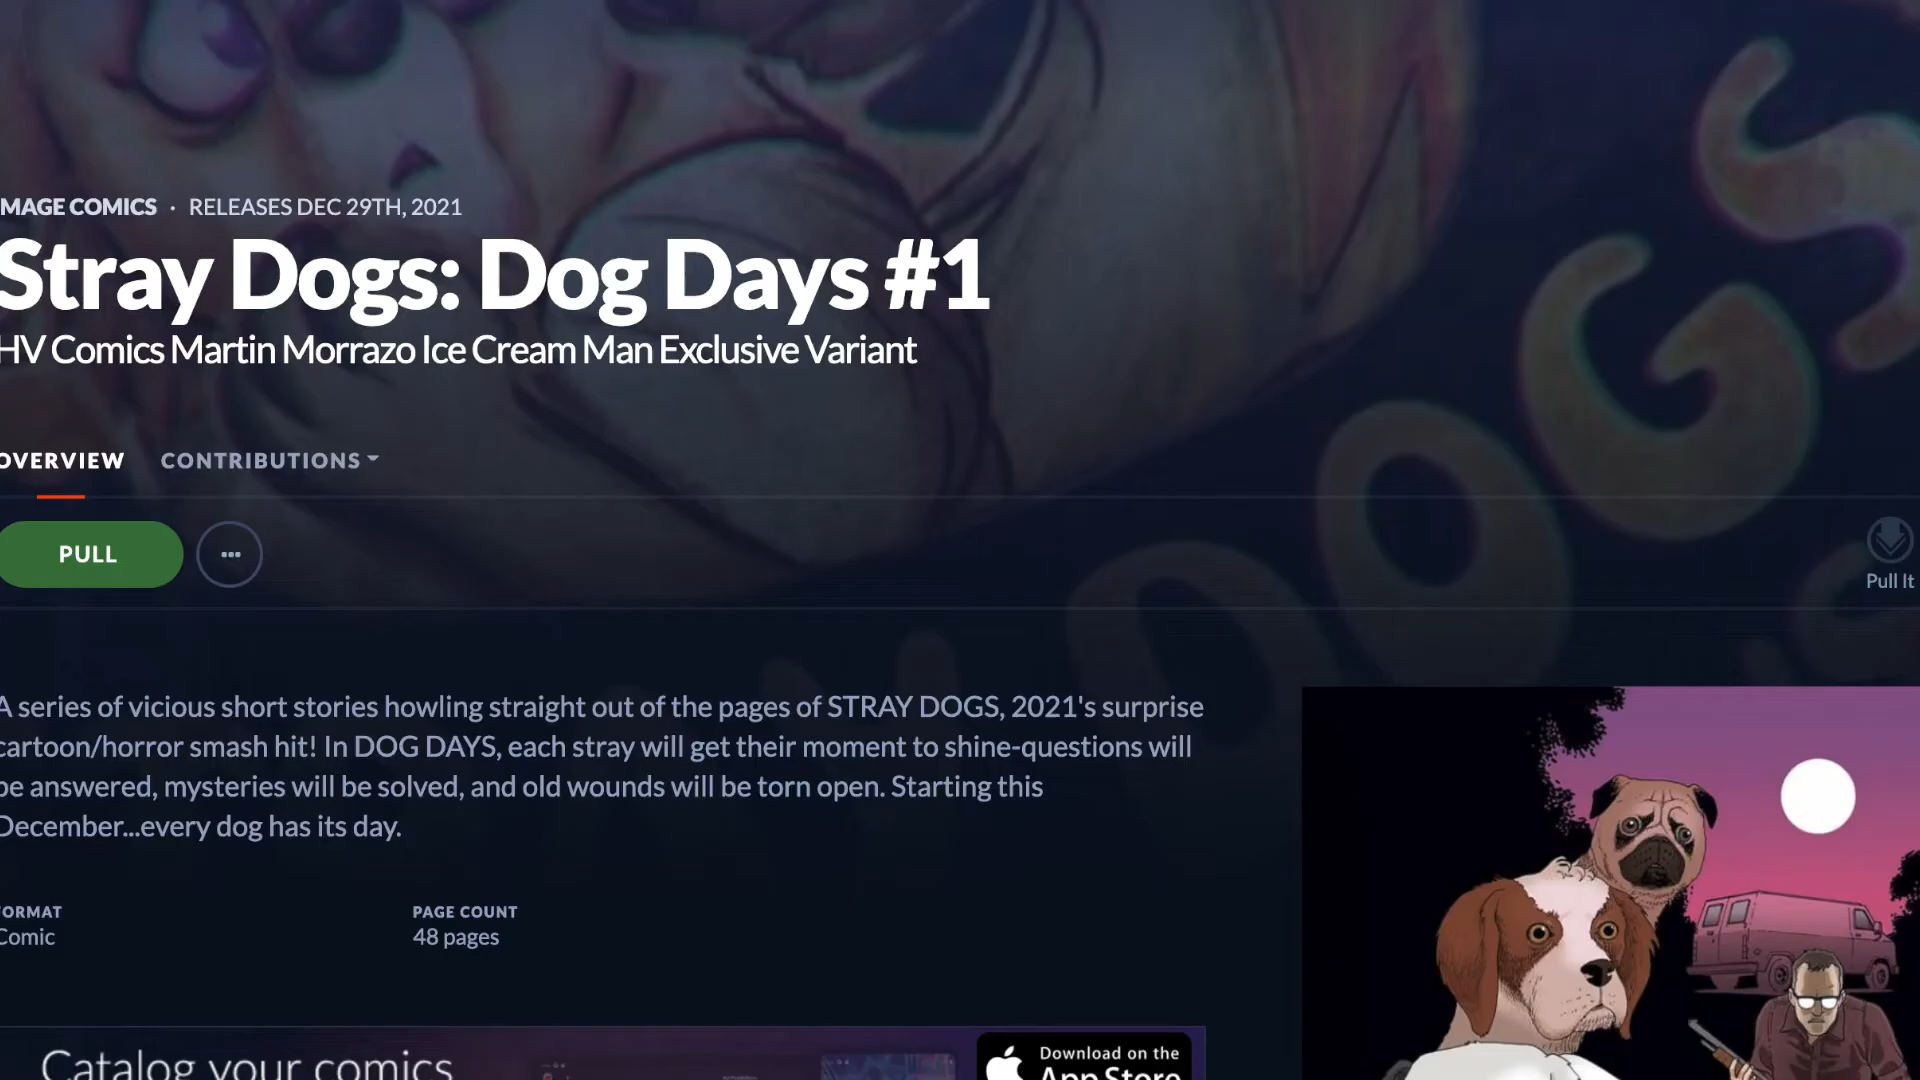 MAGE COMICS · RELEASES DEC 29TH, 2021
Stray Dogs: Dog Days #1
HV Comics Martin Morrazo Ice Cream Man Exclusive Variant
OVERVIEW CONTRIBUTIONS
PULL ...
Pull It
A series of vicious short stories howling straight out of the pages of STRAY DOGS, 2021's surprise
cartoon/horror smash hit! In DOG DAYS, each stray will get their moment to shine-questions will
be answered, mysteries will be solved, and old wounds will be torn open. Starting this
December...every dog has its day.
FORMAT PAGE COUNT
Comic 48 pages
Catalog your comics
Download on the
App Store
DOGS